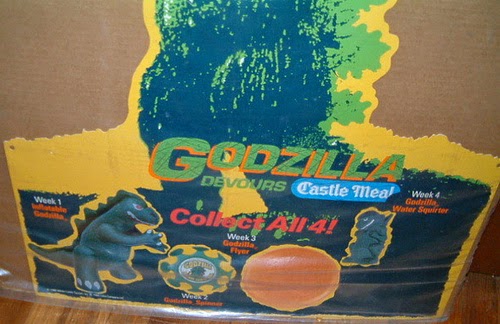 GODZILLA
DEVOURS Castle Meal
Collect All 4!
Week 1
Inflatable
Godzilla
Week 2
Godzilla Spinner
Week 3
Godzilla
Flyer
Week 4
Godzilla
Water Squirter
GODZILLA